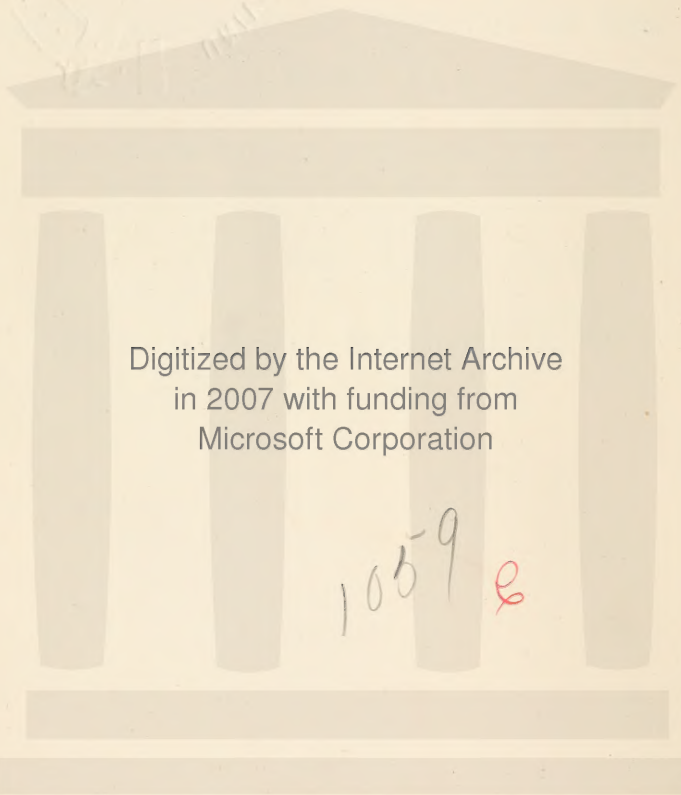 Digitized by the Internet Archive
in 2007 with funding from
Microsoft Corporation
1059